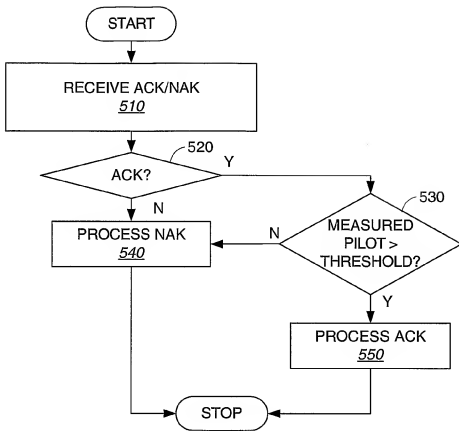 START
RECEIVE ACK/NAK
510
520
ACK?
Y
N
530
MEASURED
PILOT >
THRESHOLD?
N
Y
PROCESS NAK
540
PROCESS ACK
550
STOP